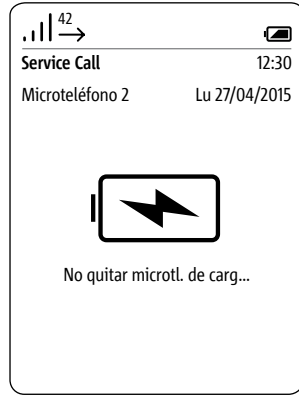 42
Service Call 12:30
Microteléfono 2 Lu 27/04/2015
No quitar microtl. de carg...